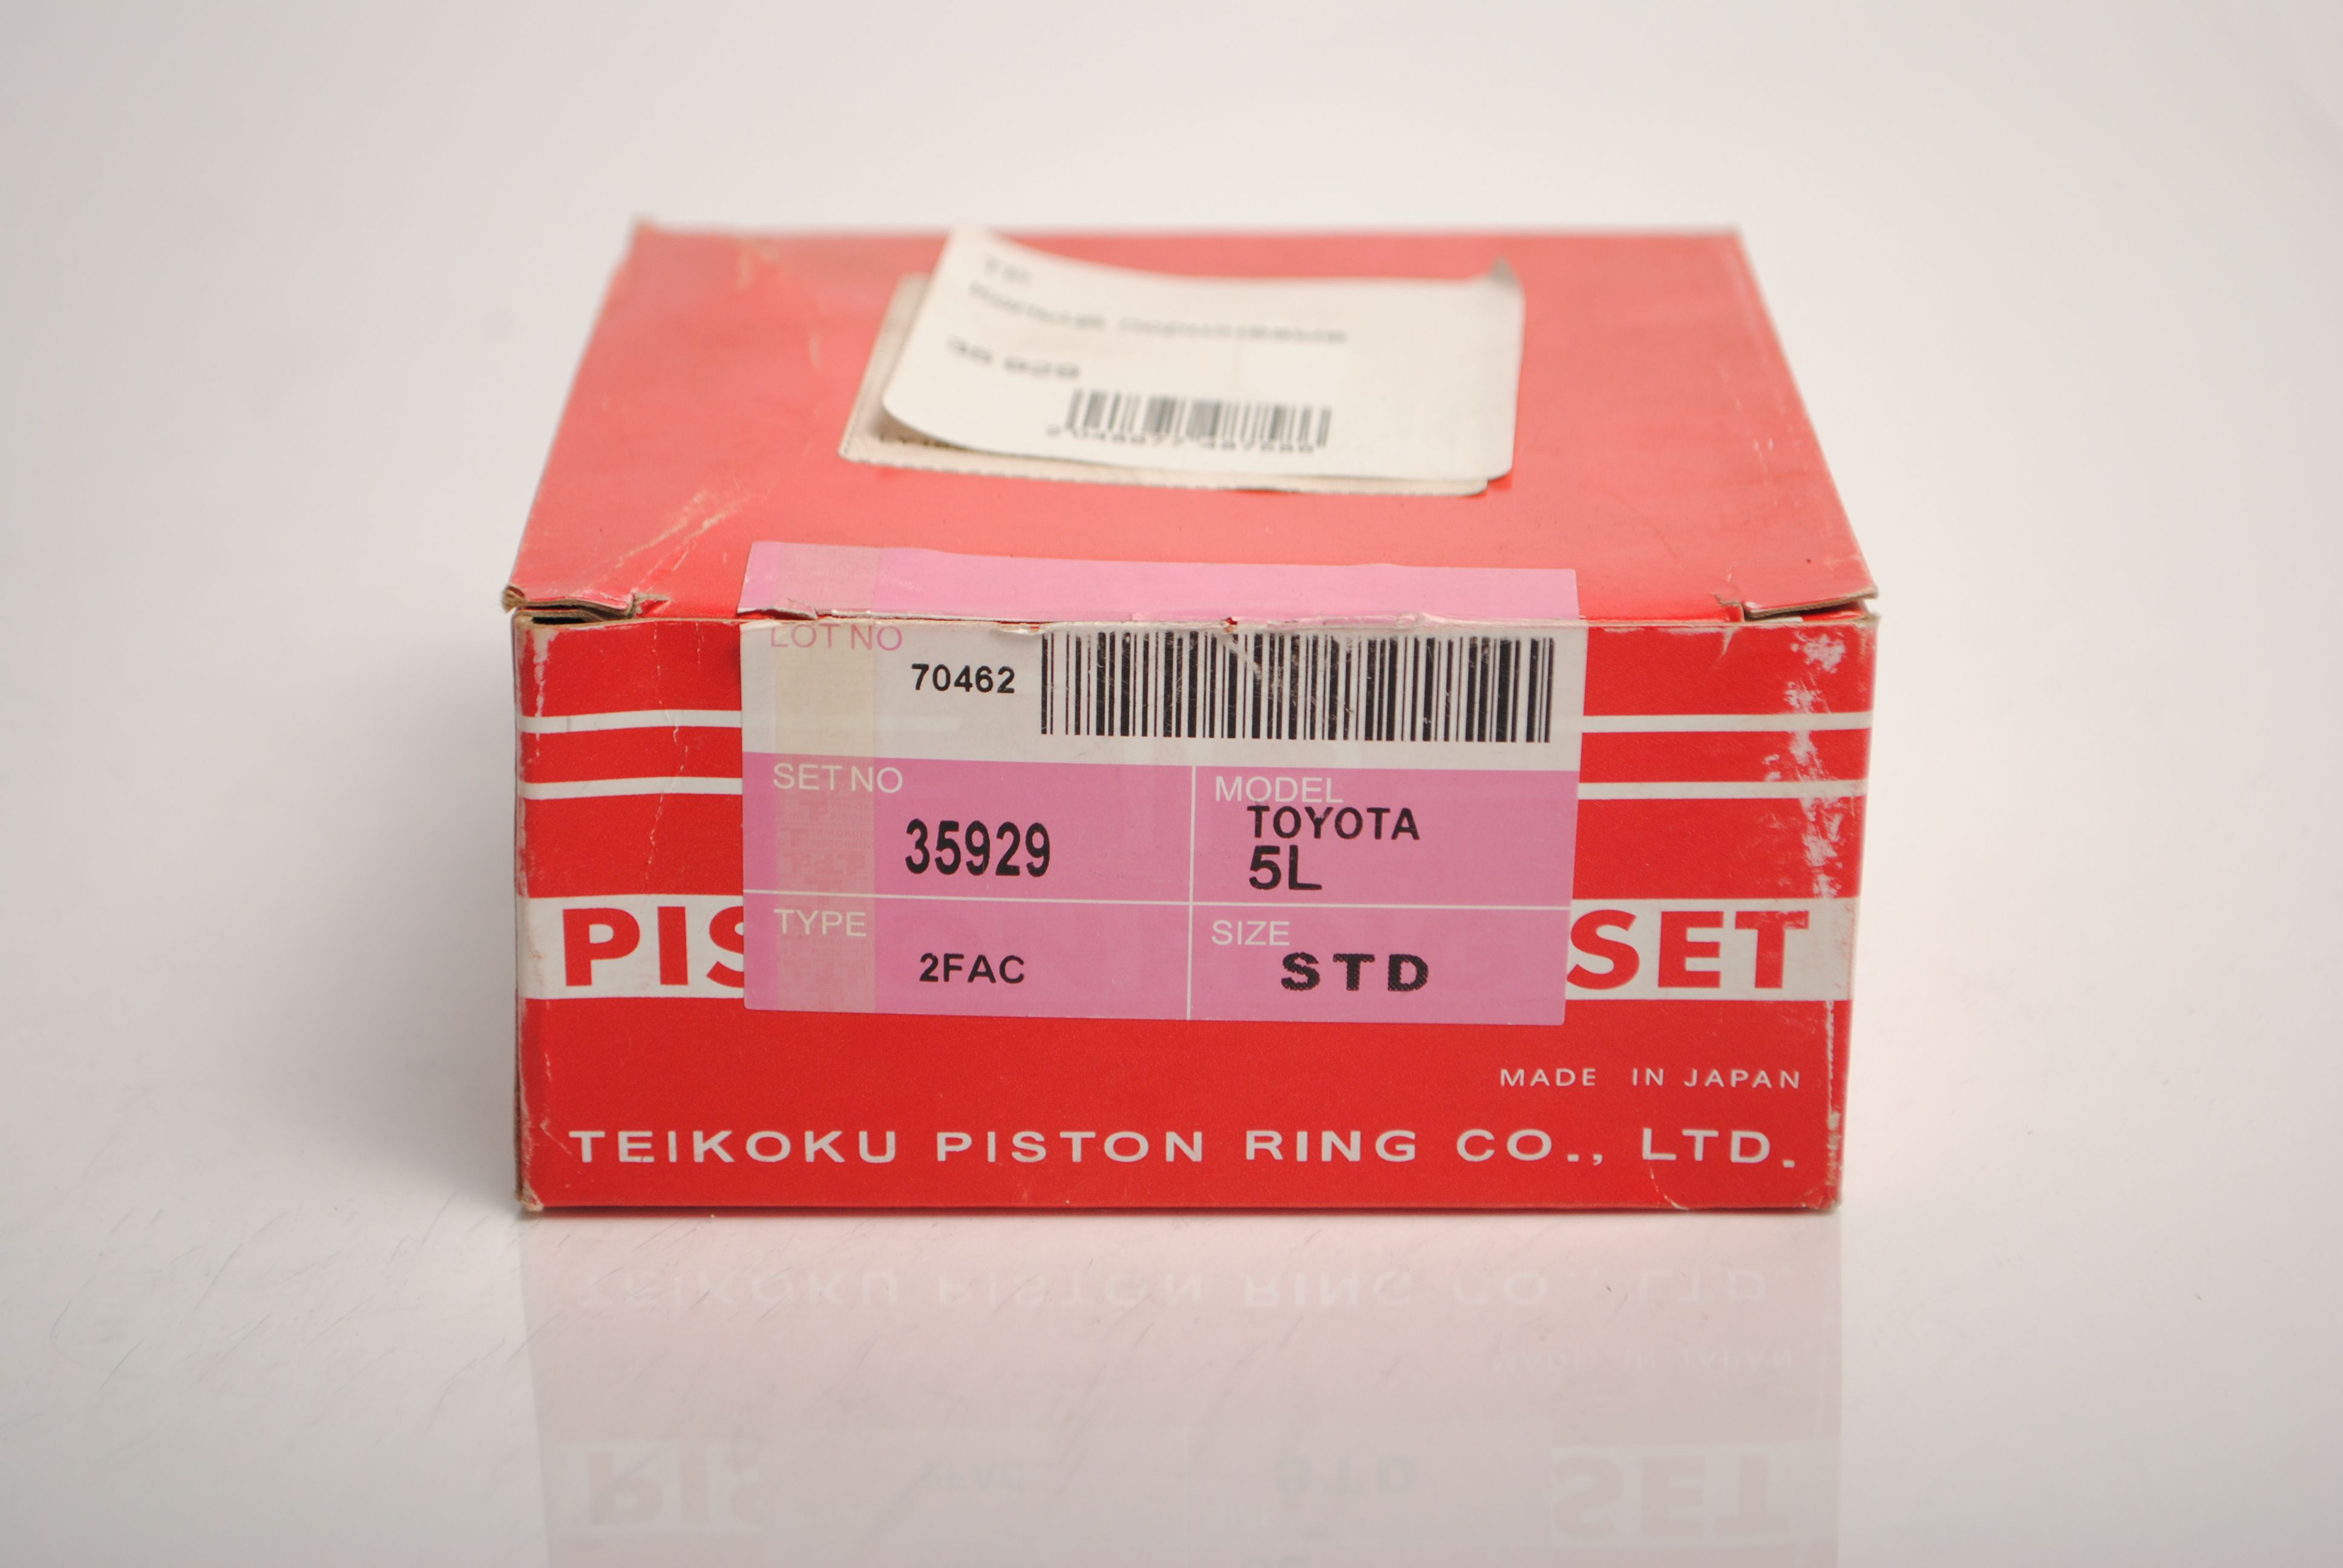 LOT NO
70462
SET NO
35929
MODEL
TOYOTA
5L
TYPE
2FAC
SIZE
STD
SET
MADE IN JAPAN
TEIKOKU PISTON RING CO., LTD.